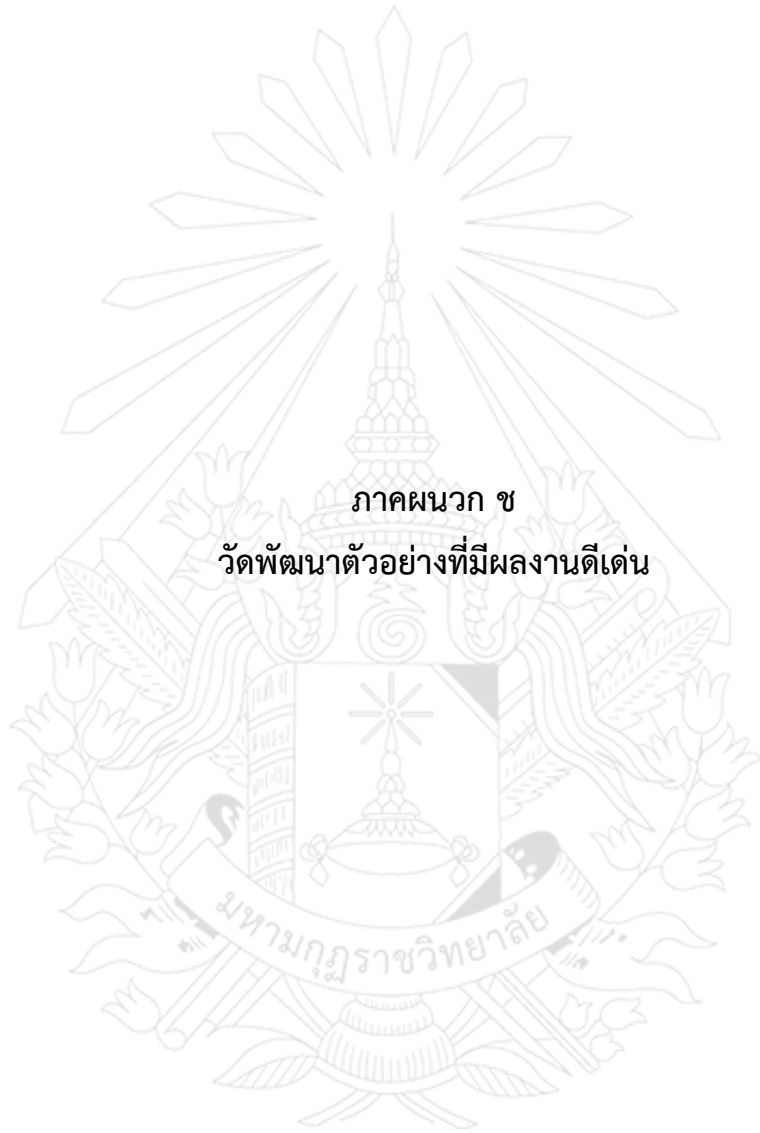 ภาคผนวก ช
วัดพัฒนาตัวอย่างที่มีผลงานดีเด่น
มหามกุฏราชวิทยาลัย